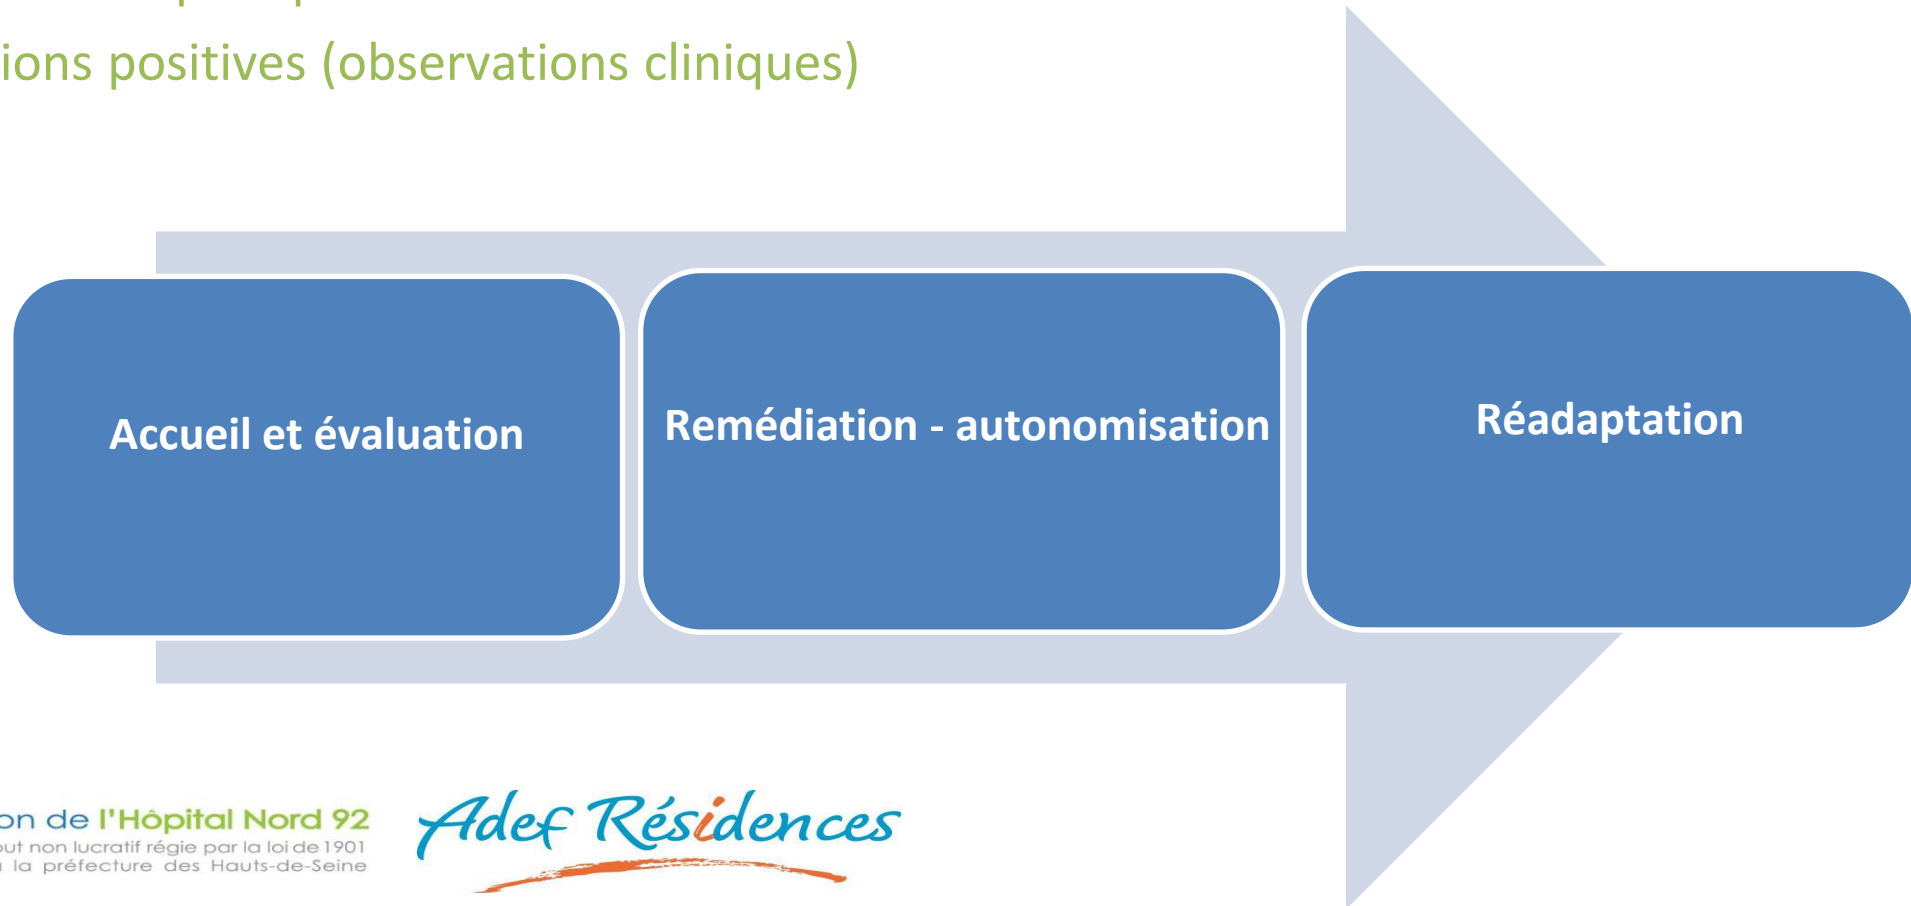 ions positives (observations cliniques)
Accueil et évaluation
Remédiation - autonomisation
Réadaptation
on de l'Hôpital Nord 92
out non lucratif régie par la loi de 1901
la préfecture des Hauts-de-Seine
Adef Résidences